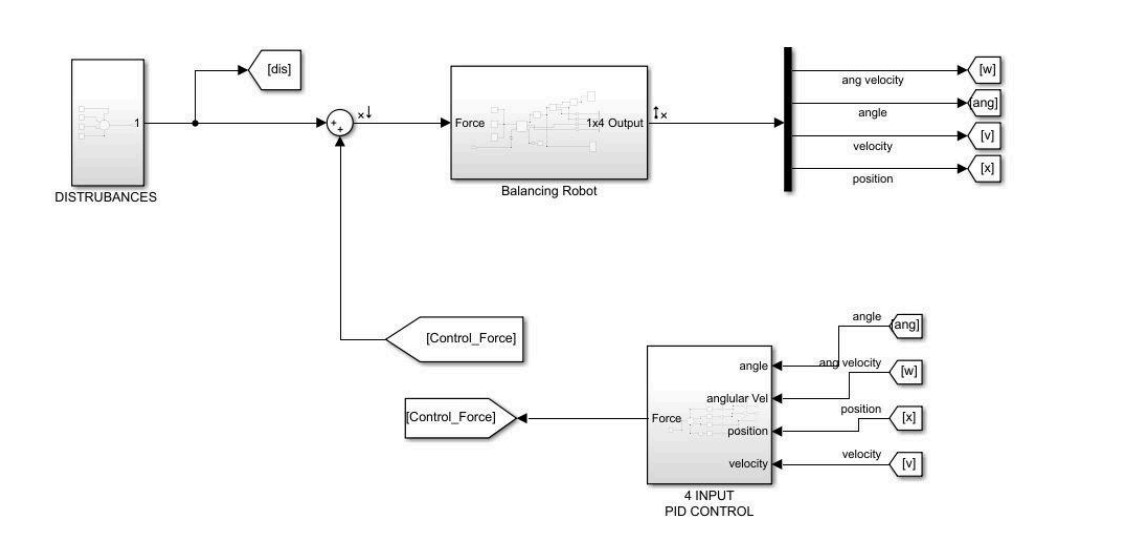 [dis]
1
DISTRUBANCES
Force
1x4 Output
Balancing Robot
ang velocity
[w]
angle
[ang]
velocity
[v]
position
[x]
[Control_Force]
[Control_Force]
angle
[ang]
ang velocity
[w]
position
[x]
velocity
[v]
angle
anglular Vel
Force
position
velocity
4 INPUT
PID CONTROL